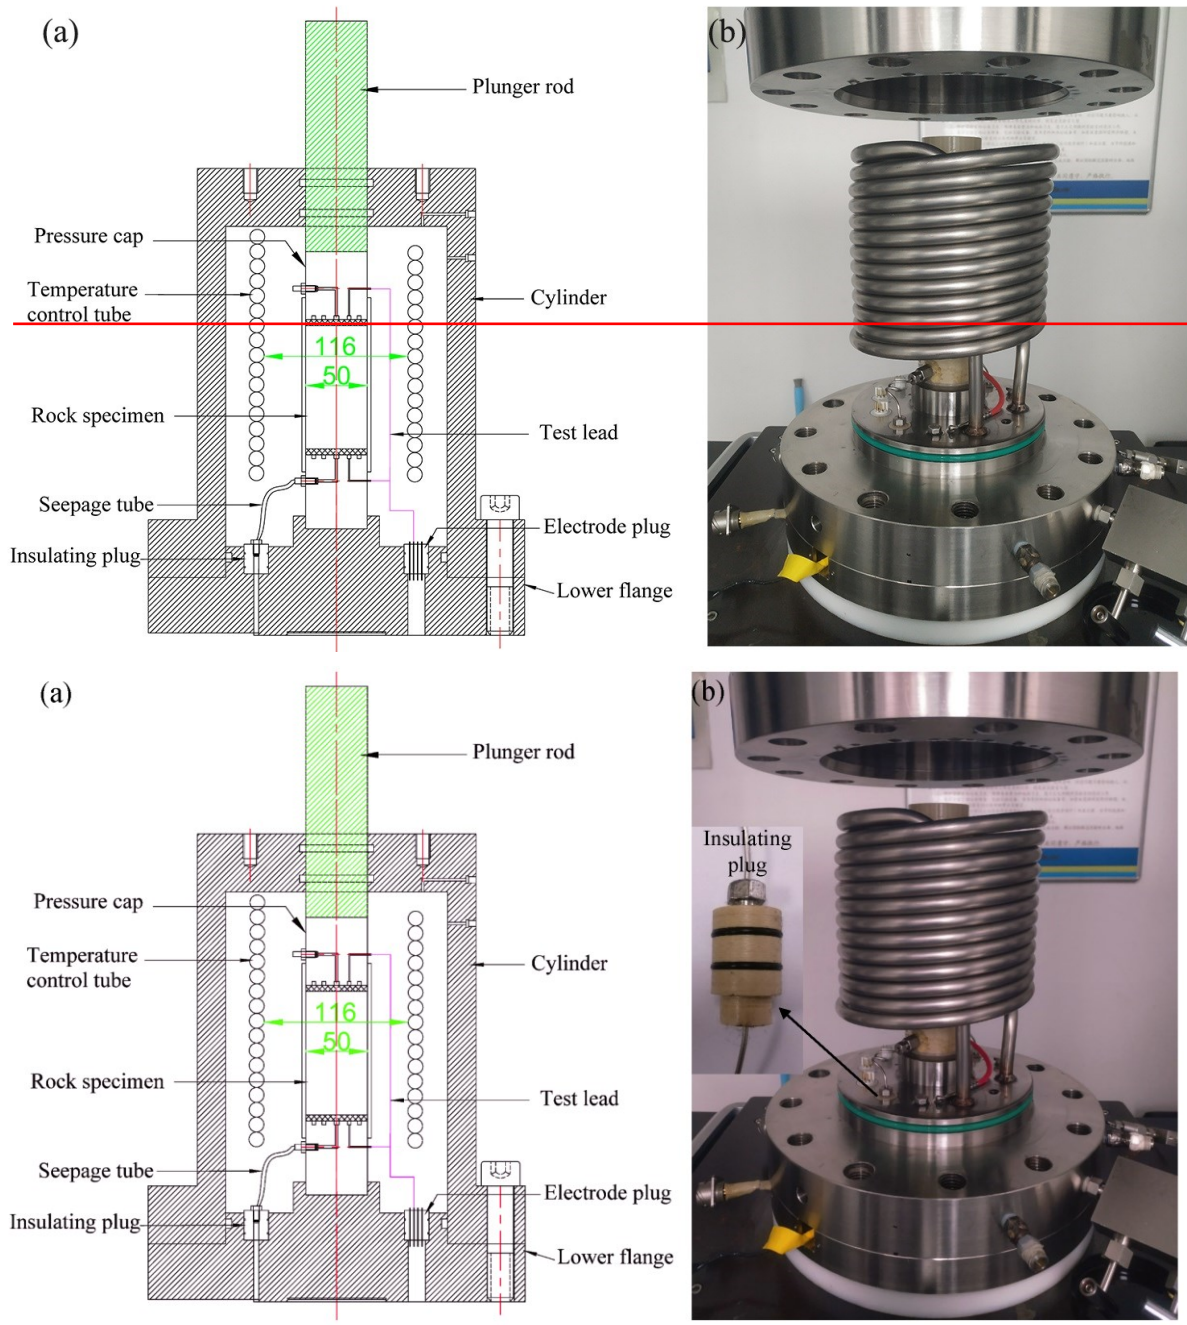 (a)
(b)
Plunger rod
Pressure cap
Temperature
control tube
Cylinder
116
50
Rock specimen
Test lead
Seepage tube
Electrode plug
Insulating plug
Lower flange
(a)
(b)
Plunger rod
Insulating
plug
Pressure cap
Temperature
control tube
Cylinder
116
50
Rock specimen
Test lead
Seepage tube
Electrode plug
Insulating plug
Lower flange